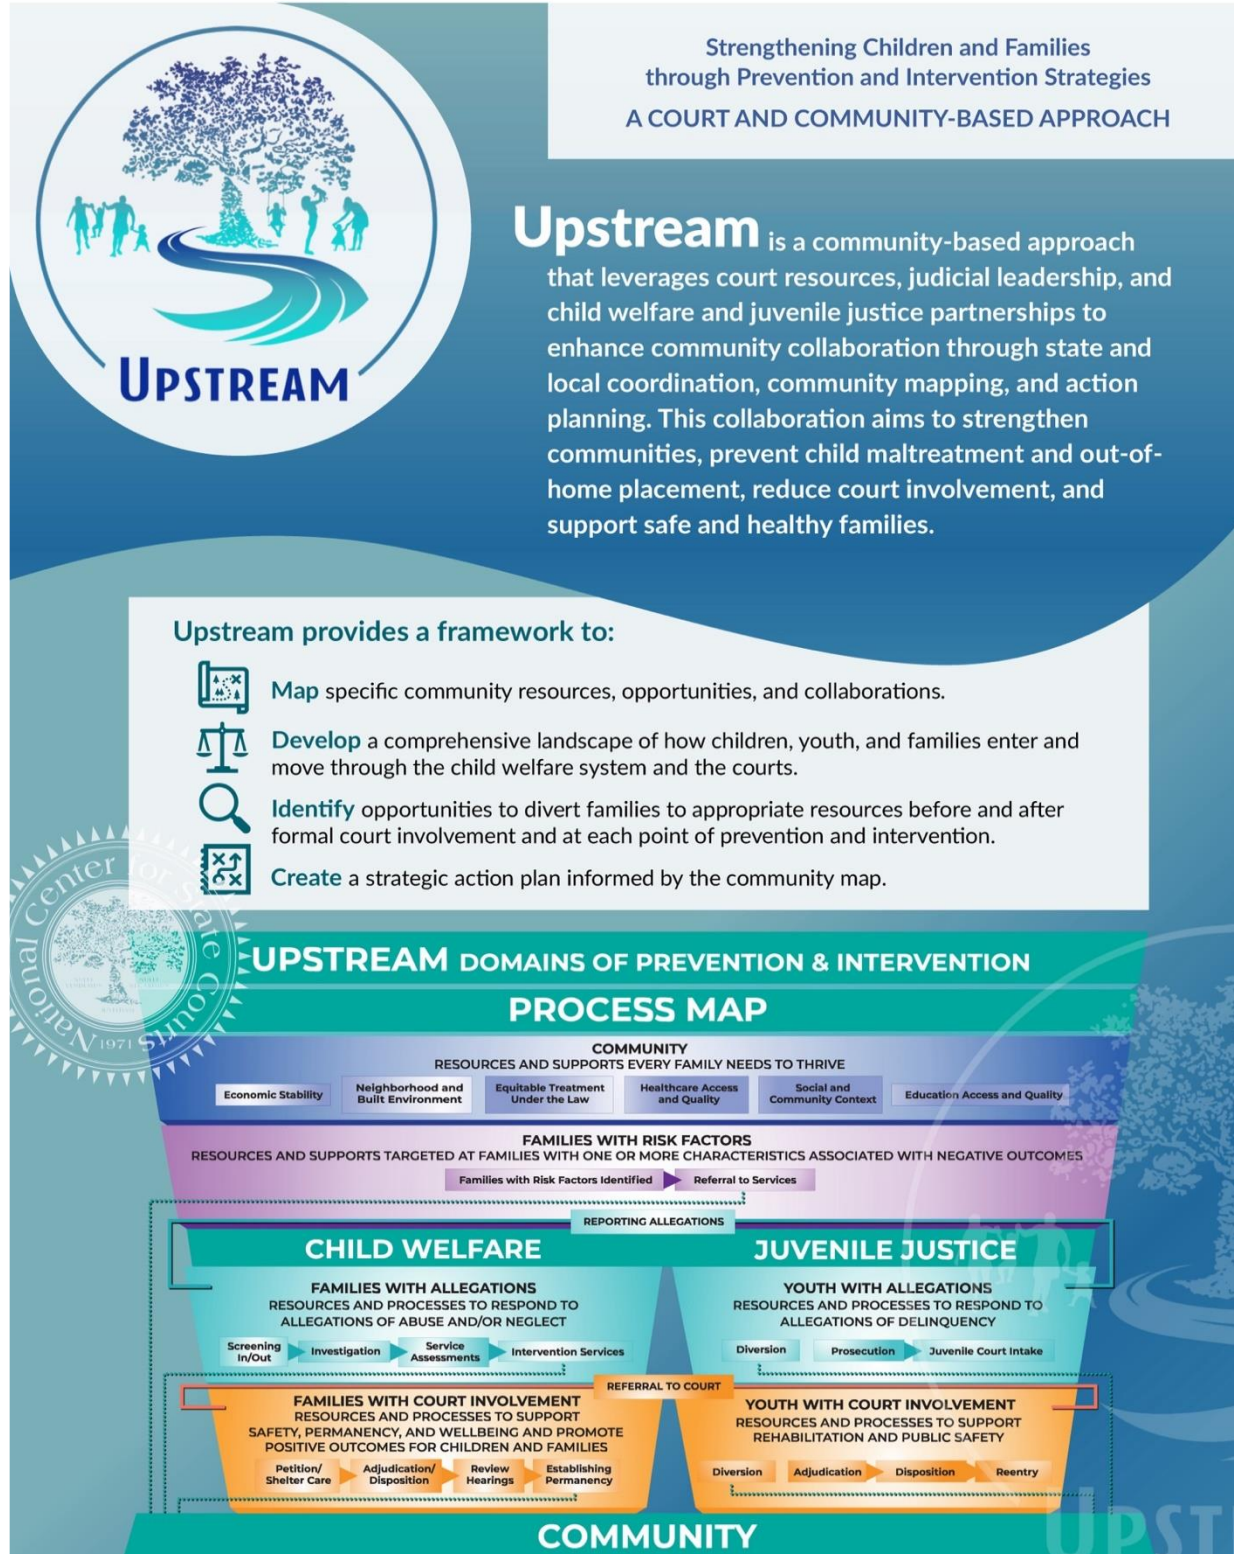 Strengthening Children and Families
through Prevention and Intervention Strategies
A COURT AND COMMUNITY-BASED APPROACH
UPSTREAM
Upstream is a community-based approach
that leverages court resources, judicial leadership, and
child welfare and juvenile justice partnerships to
enhance community collaboration through state and
local coordination, community mapping, and action
planning. This collaboration aims to strengthen
communities, prevent child maltreatment and out-of-
home placement, reduce court involvement, and
support safe and healthy families.
Upstream provides a framework to:
Map specific community resources, opportunities, and collaborations.
Develop a comprehensive landscape of how children, youth, and families enter and
move through the child welfare system and the courts.
Identify opportunities to divert families to appropriate resources before and after
formal court involvement and at each point of prevention and intervention.
Create a strategic action plan informed by the community map.
National Center for State Courts
1971
UPSTREAM DOMAINS OF PREVENTION & INTERVENTION
PROCESS MAP
COMMUNITY
RESOURCES AND SUPPORTS EVERY FAMILY NEEDS TO THRIVE
Economic Stability
Neighborhood and
Built Environment
Equitable Treatment
Under the Law
Healthcare Access
and Quality
Social and
Community Context
Education Access and Quality
FAMILIES WITH RISK FACTORS
RESOURCES AND SUPPORTS TARGETED AT FAMILIES WITH ONE OR MORE CHARACTERISTICS ASSOCIATED WITH NEGATIVE OUTCOMES
Families with Risk Factors Identified
Referral to Services
REPORTING ALLEGATIONS
CHILD WELFARE
FAMILIES WITH ALLEGATIONS
RESOURCES AND PROCESSES TO RESPOND TO
ALLEGATIONS OF ABUSE AND/OR NEGLECT
Screening
In/Out
Investigation
Service
Assessments
Intervention Services
JUVENILE JUSTICE
YOUTH WITH ALLEGATIONS
RESOURCES AND PROCESSES TO RESPOND TO
ALLEGATIONS OF DELINQUENCY
Diversion
Prosecution
Juvenile Court Intake
REFERRAL TO COURT
FAMILIES WITH COURT INVOLVEMENT
RESOURCES AND PROCESSES TO SUPPORT
SAFETY, PERMANENCY, AND WELLBEING AND PROMOTE
POSITIVE OUTCOMES FOR CHILDREN AND FAMILIES
Petition/
Shelter Care
Adjudication/
Disposition
Review
Hearings
Establishing
Permanency
YOUTH WITH COURT INVOLVEMENT
RESOURCES AND PROCESSES TO SUPPORT
REHABILITATION AND PUBLIC SAFETY
Diversion
Adjudication
Disposition
Reentry
COMMUNITY
UPST